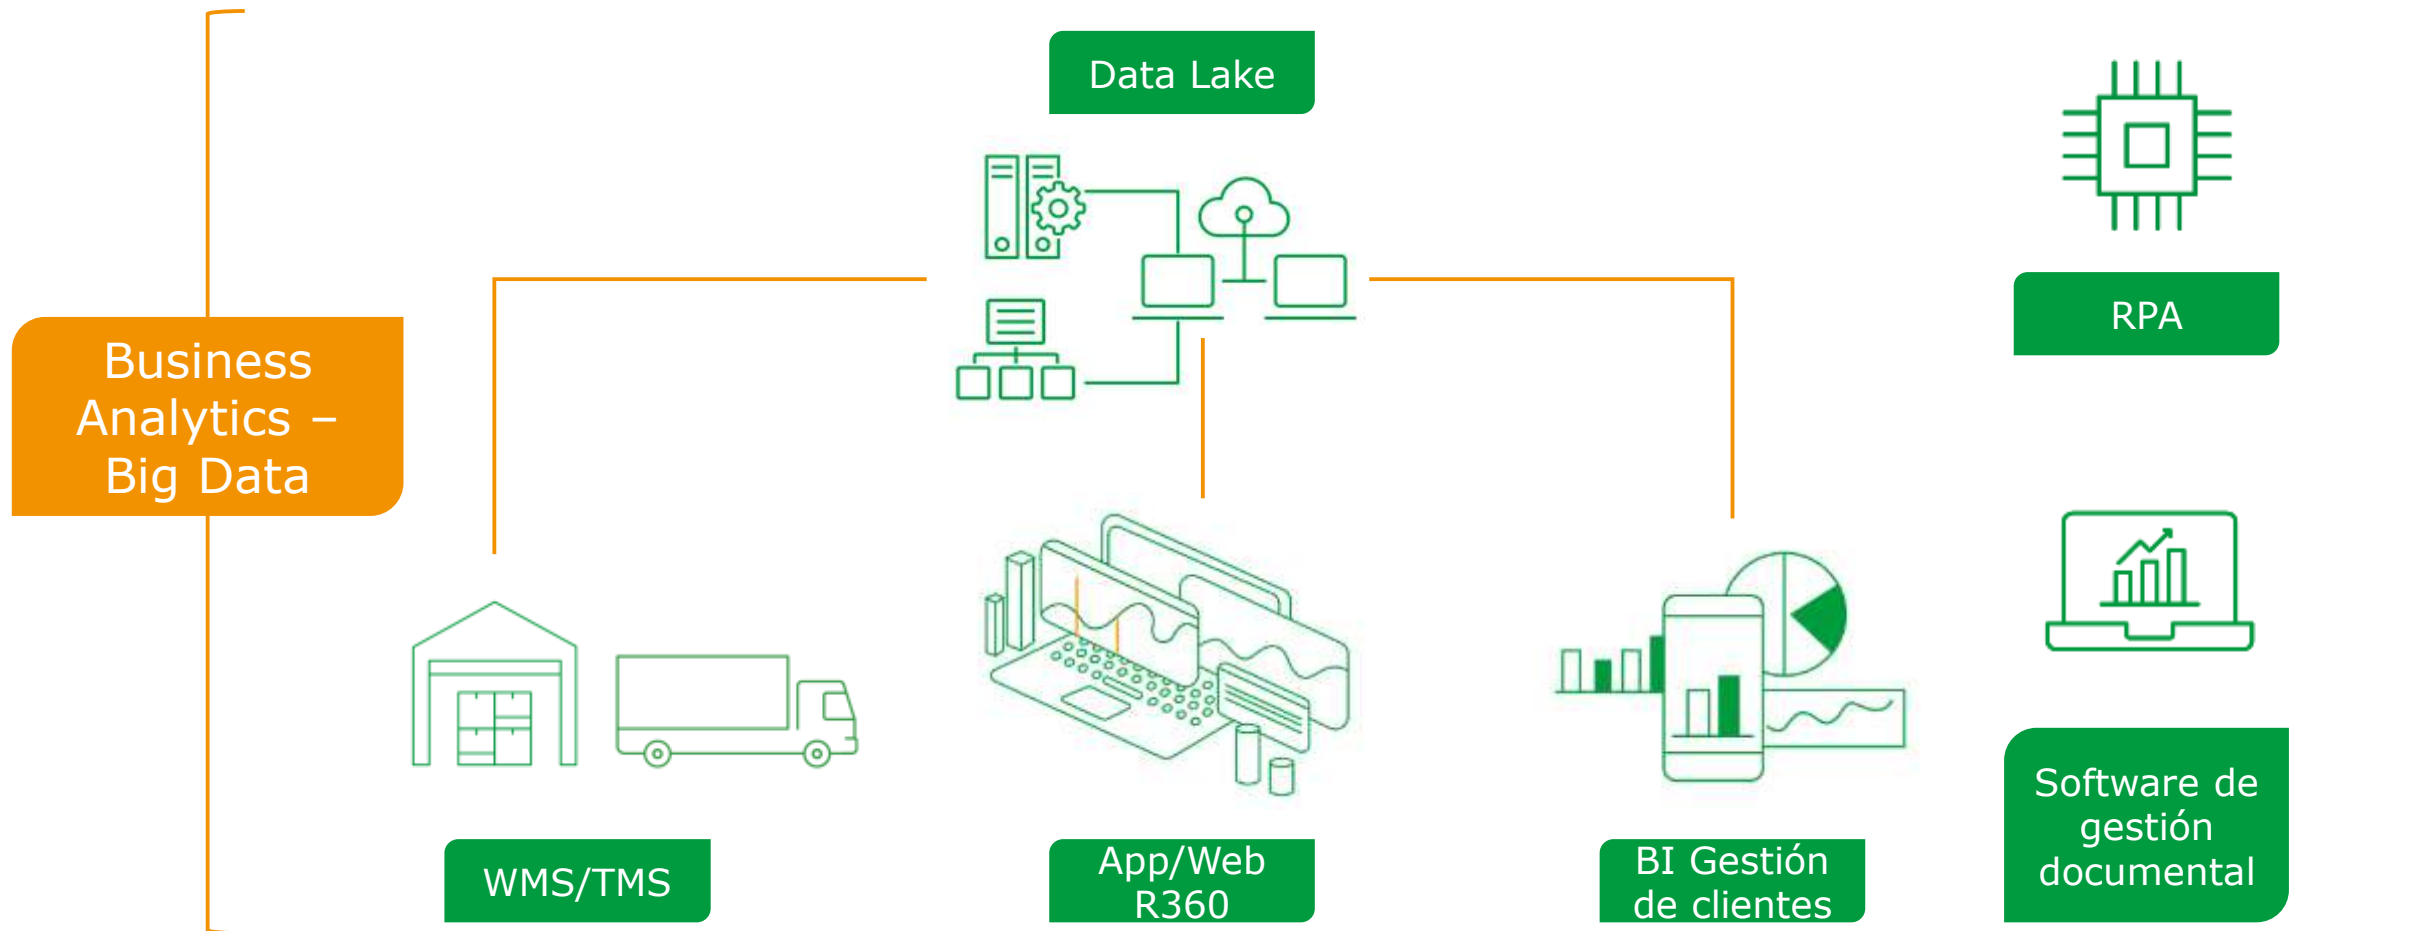 Data Lake
RPA
Business
Analytics –
Big Data
WMS/TMS
App/Web
R360
BI Gestión
de clientes
Software de
gestión
documental